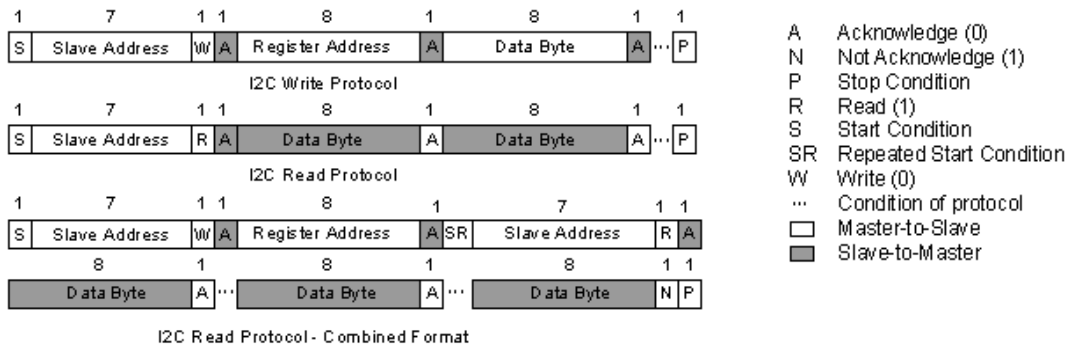 1 7 1 1 8 1 8 1 1
S Slave Address W A Register Address A Data Byte A ... P
I2C Write Protocol
1 7 1 1 8 1 8 1 1
S Slave Address R A Data Byte A Data Byte A ... P
I2C Read Protocol
1 7 1 1 8 1 7 1 1
S Slave Address W A Register Address A SR Slave Address R A
8 1 8 1 8 1 1
Data Byte A ... Data Byte A ... Data Byte N P
I2C Read Protocol - Combined Format
A Acknowledge (0)
N Not Acknowledge (1)
P Stop Condition
R Read (1)
S Start Condition
SR Repeated Start Condition
W Write (0)
... Condition of protocol
Master-to-Slave
Slave-to-Master